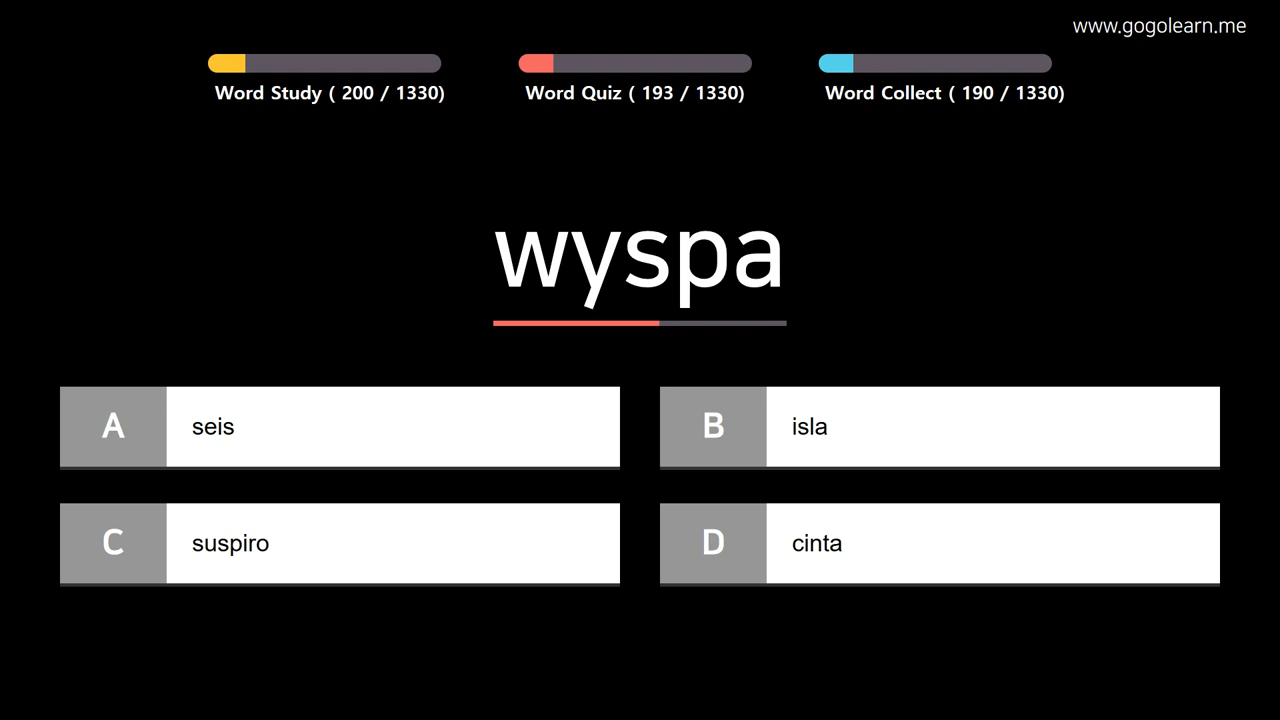 www.gogolearn.me
Word Study ( 200 / 1330)
Word Quiz ( 193 / 1330)
Word Collect ( 190 / 1330)
wyspa
A seis
B isla
C suspiro
D cinta